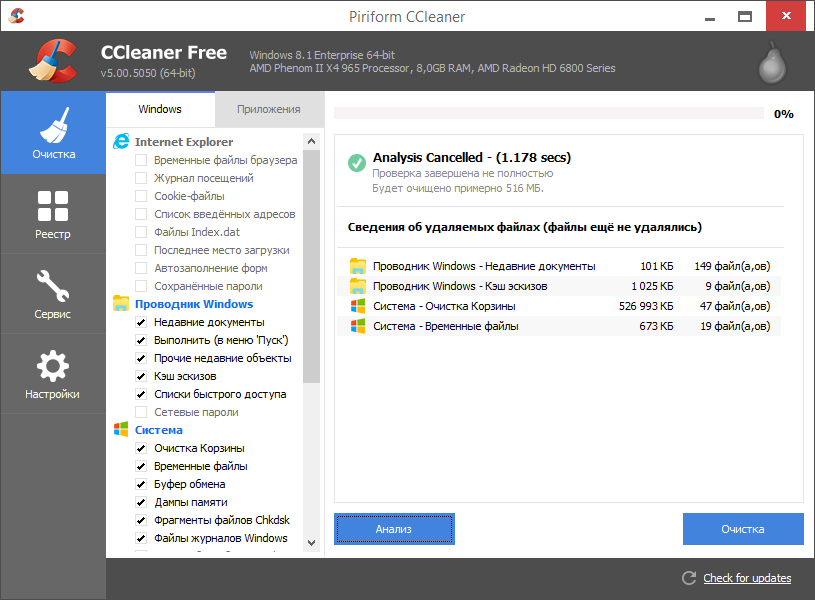 Piriform CCleaner
CCleaner Free
v5.00.5050 (64-bit)
Windows 8.1 Enterprise 64-bit
AMD Phenom II X4 965 Processor, 8,0GB RAM, AMD Radeon HD 6800 Series
Очистка
Реестр
Сервис
Настройки
Windows
Приложения
Internet Explorer
Временные файлы браузера
Журнал посещений
Cookie-файлы
Список введённых адресов
Файлы Index.dat
Последнее место загрузки
Автозаполнение форм
Сохранённые пароли
Проводник Windows
Недавние документы
Выполнить (в меню 'Пуск')
Прочие недавние объекты
Кэш эскизов
Списки быстрого доступа
Сетевые пароли
Система
Очистка Корзины
Временные файлы
Буфер обмена
Дампы памяти
Фрагменты файлов Chkdsk
Файлы журналов Windows
0%
Analysis Cancelled - (1.178 secs)
Проверка завершена не полностью
Будет очищено примерно 516 МБ.
Сведения об удаляемых файлах (файлы ещё не удалялись)
Проводник Windows - Недавние документы 101 КБ 149 файл(а,ов)
Проводник Windows - Кэш эскизов 1 025 КБ 9 файл(а,ов)
Система - Очистка Корзины 526 993 КБ 47 файл(а,ов)
Система - Временные файлы 673 КБ 19 файл(а,ов)
Анализ
Очистка
Check for updates